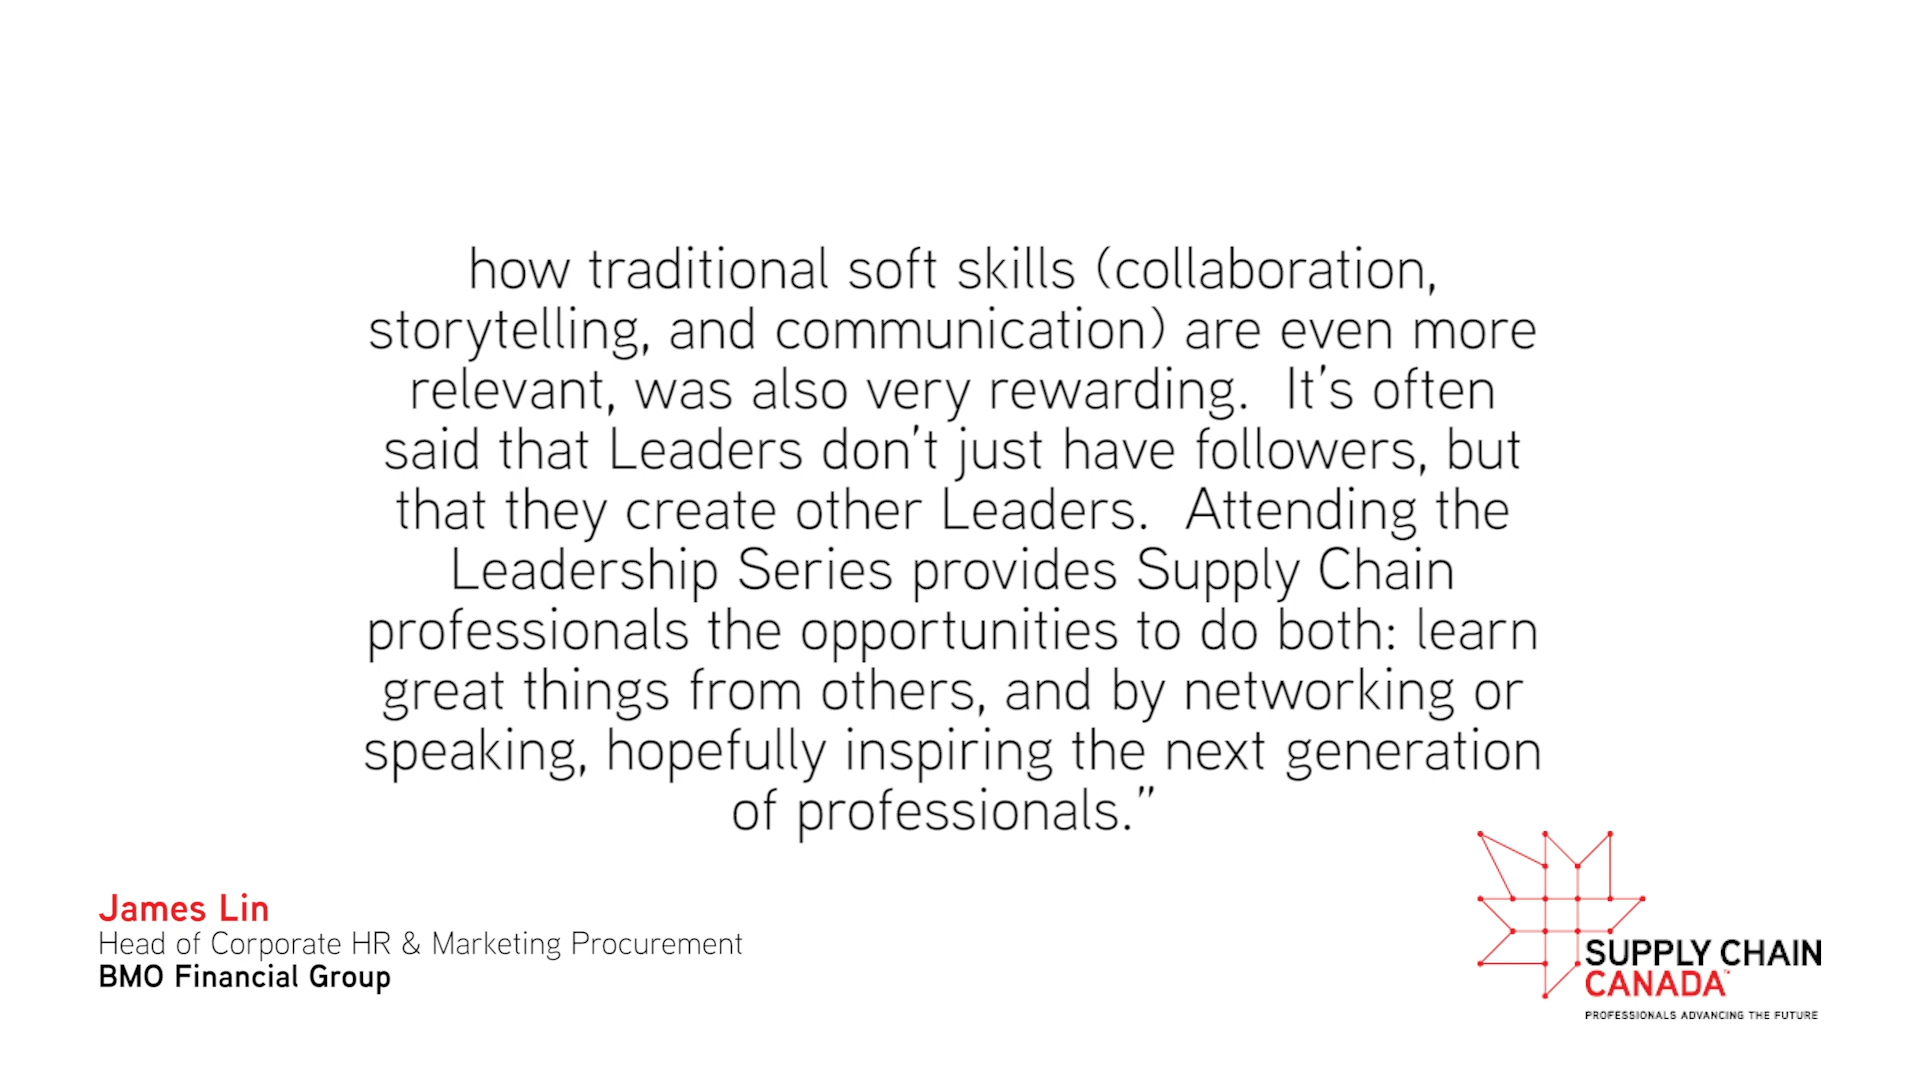 how traditional soft skills (collaboration,
storytelling, and communication) are even more
relevant, was also very rewarding.  It’s often
said that Leaders don’t just have followers, but
that they create other Leaders.  Attending the
Leadership Series provides Supply Chain
professionals the opportunities to do both: learn
great things from others, and by networking or
speaking, hopefully inspiring the next generation
of professionals.”
James Lin
Head of Corporate HR & Marketing Procurement
BMO Financial Group
SUPPLY CHAIN
CANADA™
PROFESSIONALS ADVANCING THE FUTURE